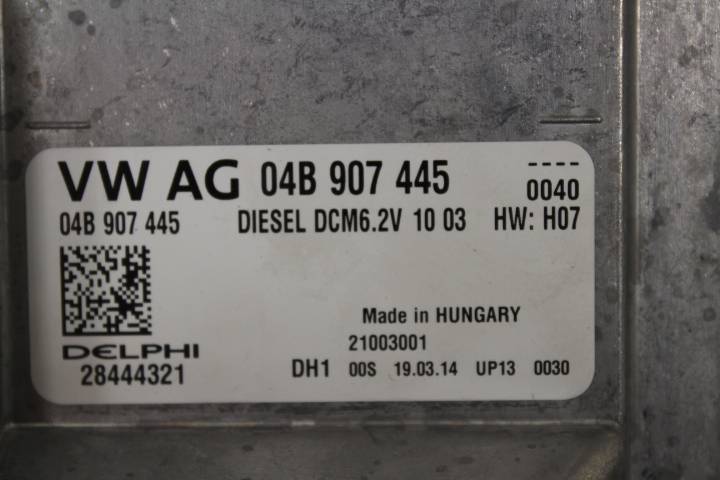 VW AG 04B 907 445 ----
0040
04B 907 445 DIESEL DCM6.2V 10 03 HW: H07
Made in HUNGARY
21003001
DELPHI
28444321 DH1 00S 19.03.14 UP13 0030